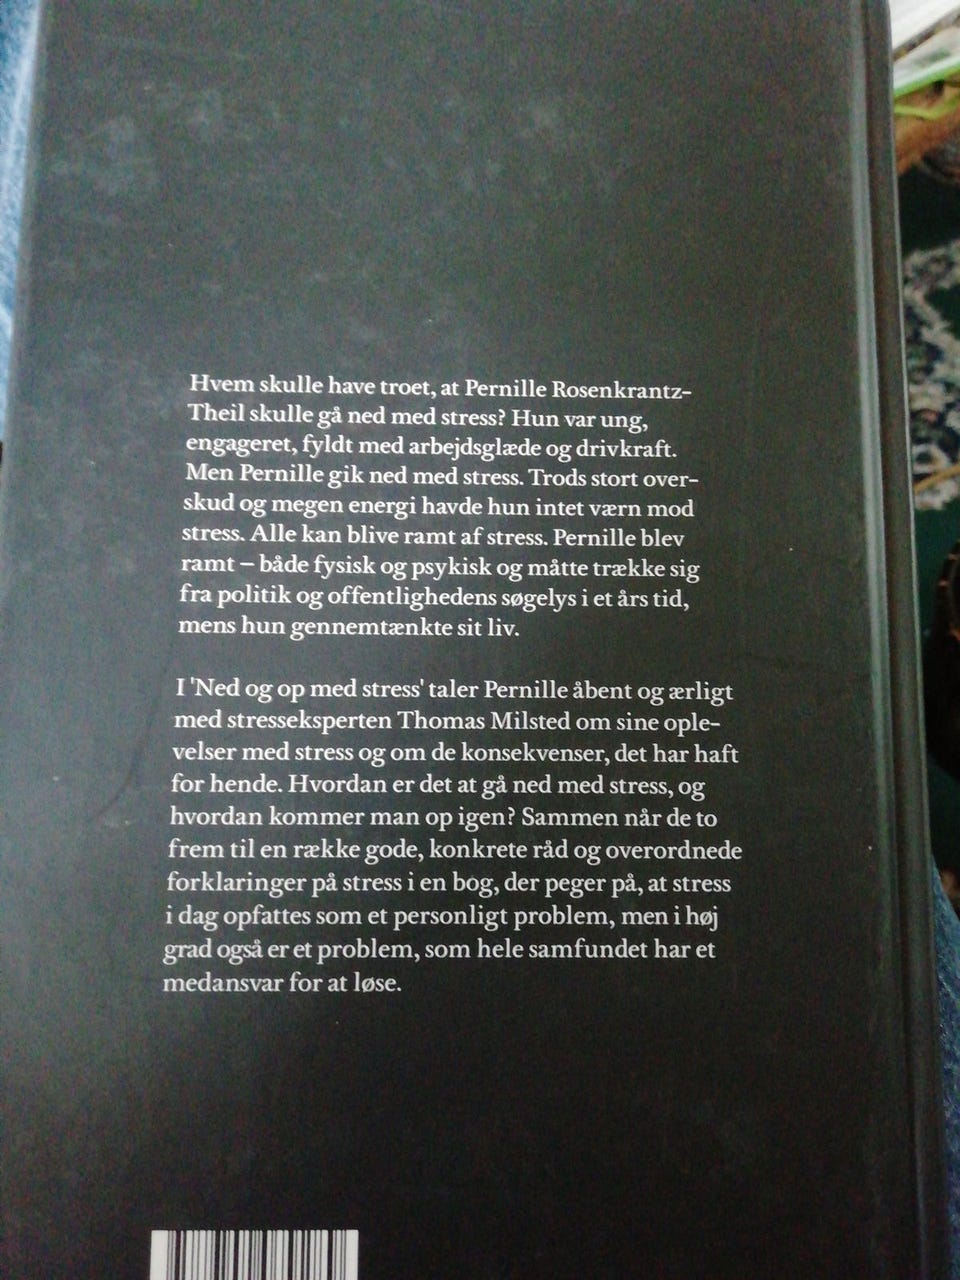 Hvem skulle have troet, at Pernille Rosenkrantz-
Theil skulle gå ned med stress? Hun var ung,
engageret, fyldt med arbejdsglæde og drivkraft.
Men Pernille gik ned med stress. Trods stort over-
skud og megen energi havde hun intet værn mod
stress. Alle kan blive ramt af stress. Pernille blev
ramt – både fysisk og psykisk og måtte trække sig
fra politik og offentlighedens søgelys i et års tid,
mens hun gennemtænkte sit liv.
I 'Ned og op med stress' taler Pernille åbent og ærligt
med stresseksperten Thomas Milsted om sine ople-
velser med stress og om de konsekvenser, det har haft
for hende. Hvordan er det at gå ned med stress, og
hvordan kommer man op igen? Sammen når de to
frem til en række gode, konkrete råd og overordnede
forklaringer på stress i en bog, der peger på, at stress
i dag opfattes som et personligt problem, men i høj
grad også er et problem, som hele samfundet har et
medansvar for at løse.